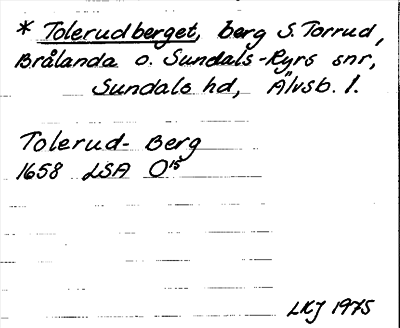 * Tolerudberget, berg S. Torrud,
Brålanda o. Sundals-Ryrs snr,
Sundals hd, Älvsb. l.
Tolerud- Berg
1658 LSA O¹⁵
LKJ 1975